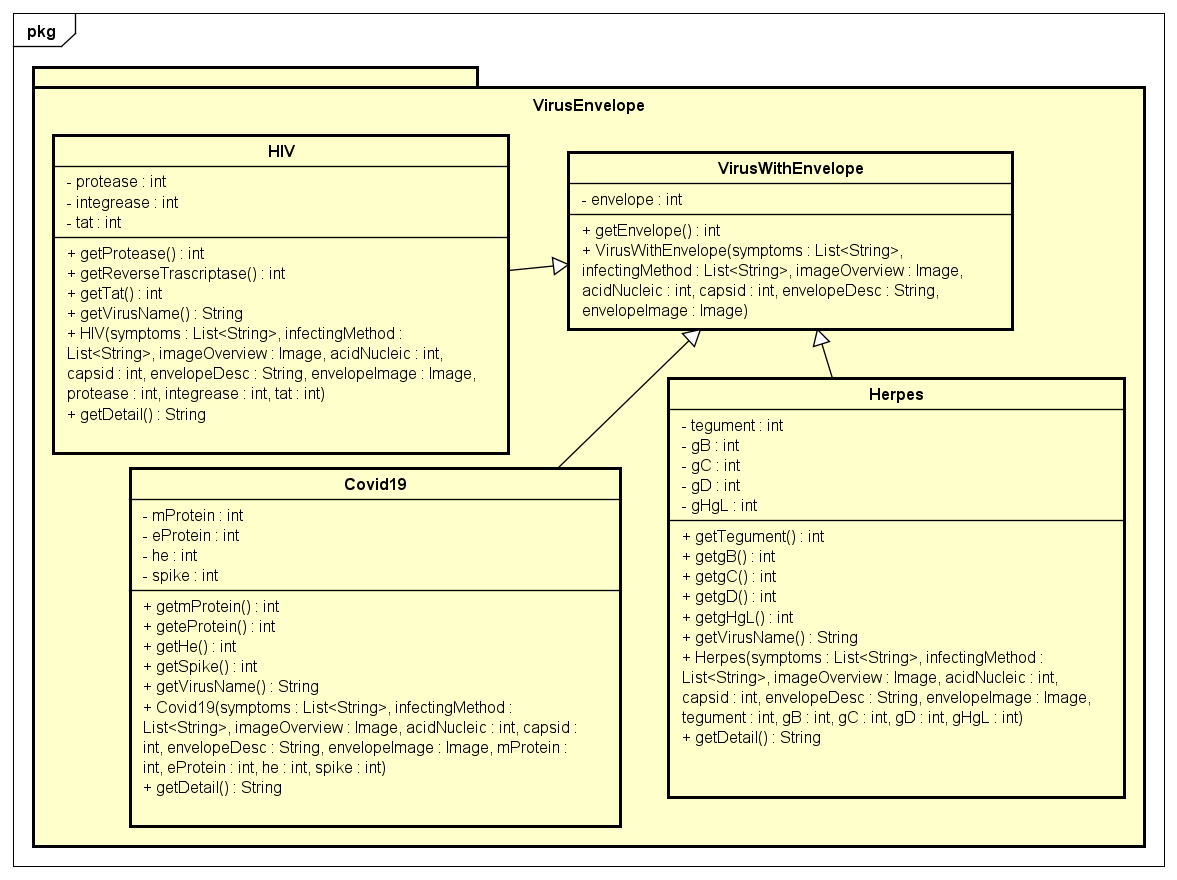 pkg
VirusEnvelope
HIV
- protease : int
- integrease : int
- tat : int
+ getProtease() : int
+ getReverseTrascriptase() : int
+ getTat() : int
+ getVirusName() : String
+ HIV(symptoms : List<String>, infectingMethod :
List<String>, imageOverview : Image, acidNucleic : int,
capsid : int, envelopeDesc : String, envelopeImage : Image,
protease : int, integrease : int, tat : int)
+ getDetail() : String
VirusWithEnvelope
- envelope : int
+ getEnvelope() : int
+ VirusWithEnvelope(symptoms : List<String>,
infectingMethod : List<String>, imageOverview : Image,
acidNucleic : int, capsid : int, envelopeDesc : String,
envelopeImage : Image)
Covid19
- mProtein : int
- eProtein : int
- he : int
- spike : int
+ getmProtein() : int
+ geteProtein() : int
+ getHe() : int
+ getSpike() : int
+ getVirusName() : String
+ Covid19(symptoms : List<String>, infectingMethod :
List<String>, imageOverview : Image, acidNucleic : int, capsid :
int, envelopeDesc : String, envelopeImage : Image, mProtein :
int, eProtein : int, he : int, spike : int)
+ getDetail() : String
Herpes
- tegument : int
- gB : int
- gC : int
- gD : int
- gHgL : int
+ getTegument() : int
+ getgB() : int
+ getgC() : int
+ getgD() : int
+ getgHgL() : int
+ getVirusName() : String
+ Herpes(symptoms : List<String>, infectingMethod :
List<String>, imageOverview : Image, acidNucleic : int,
capsid : int, envelopeDesc : String, envelopeImage : Image,
tegument : int, gB : int, gC : int, gD : int, gHgL : int)
+ getDetail() : String